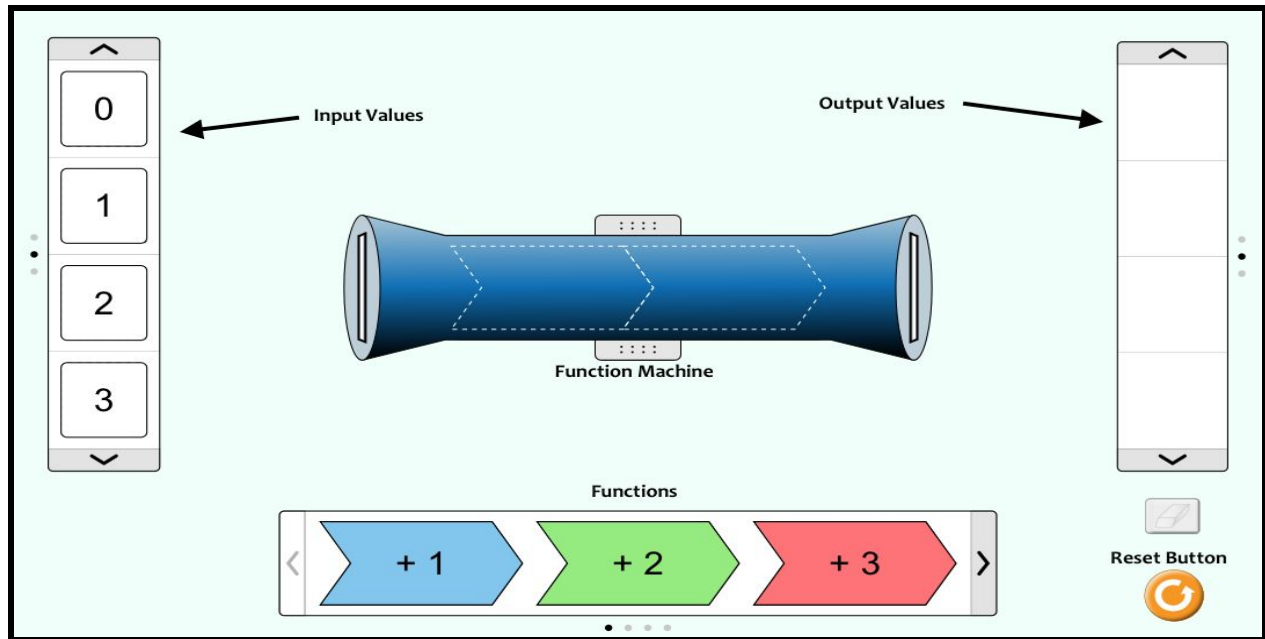 0
Input Values
Output Values
1
2
3
Function Machine
Functions
+ 1
+ 2
+ 3
Reset Button